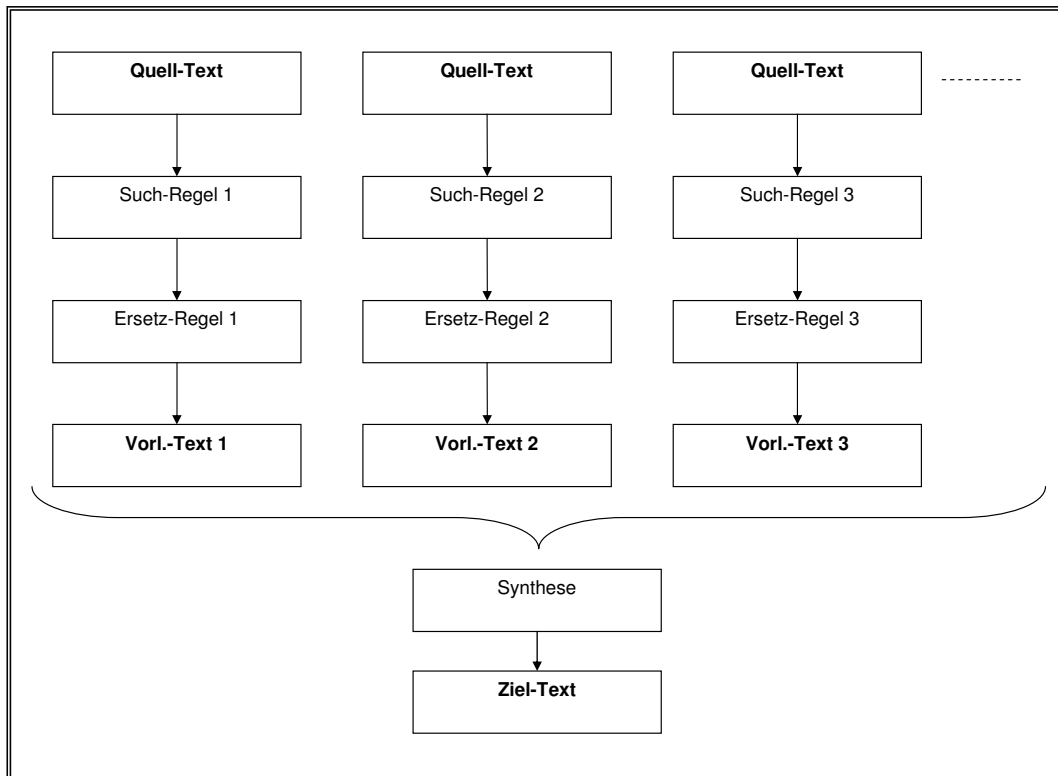 Quell-Text Quell-Text Quell-Text
Such-Regel 1 Such-Regel 2 Such-Regel 3
Ersetz-Regel 1 Ersetz-Regel 2 Ersetz-Regel 3
Vorl.-Text 1 Vorl.-Text 2 Vorl.-Text 3
Synthese
Ziel-Text